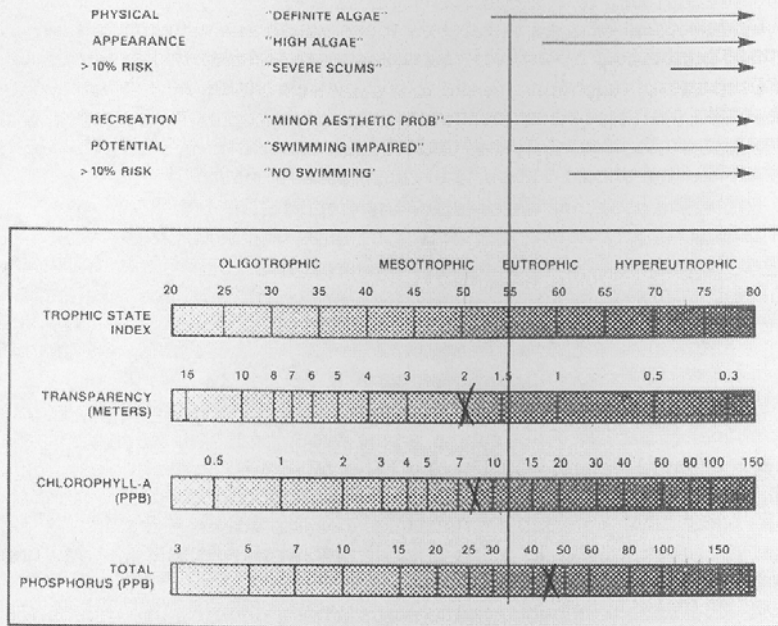 PHYSICAL "DEFINITE ALGAE"
APPEARANCE "HIGH ALGAE"
>10% RISK "SEVERE SCUMS"
RECREATION "MINOR AESTHETIC PROB"
POTENTIAL "SWIMMING IMPAIRED"
>10% RISK "NO SWIMMING'
OLIGOTROPHIC MESOTROPHIC EUTROPHIC HYPEREUTROPHIC
20 25 30 35 40 45 50 55 60 65 70 75 80
TROPHIC STATE
INDEX
15 10 8 7 6 5 4 3 2 1.5 1 0.5 0.3
TRANSPARENCY
(METERS)
0.5 1 2 3 4 5 7 10 15 20 30 40 60 80 100 150
CHLOROPHYLL-A
(PPB)
3 5 7 10 15 20 25 30 40 50 60 80 100 150
TOTAL
PHOSPHORUS (PPB)